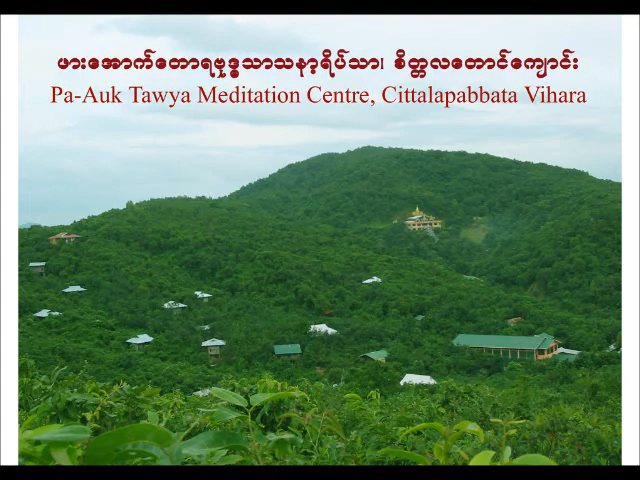 ဖားအောက်တောရဗုဒ္ဓသာသနာ့ရိပ်သာ၊ စိတ္တလတောင်ကျောင်း
Pa-Auk Tawya Meditation Centre, Cittalapabbata Vihara